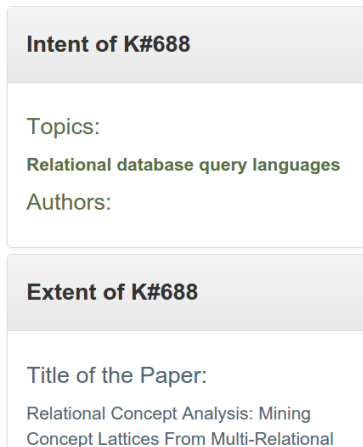 Intent of K#688
Topics:
Relational database query languages
Authors:
Extent of K#688
Title of the Paper:
Relational Concept Analysis: Mining
Concept Lattices From Multi-Relational